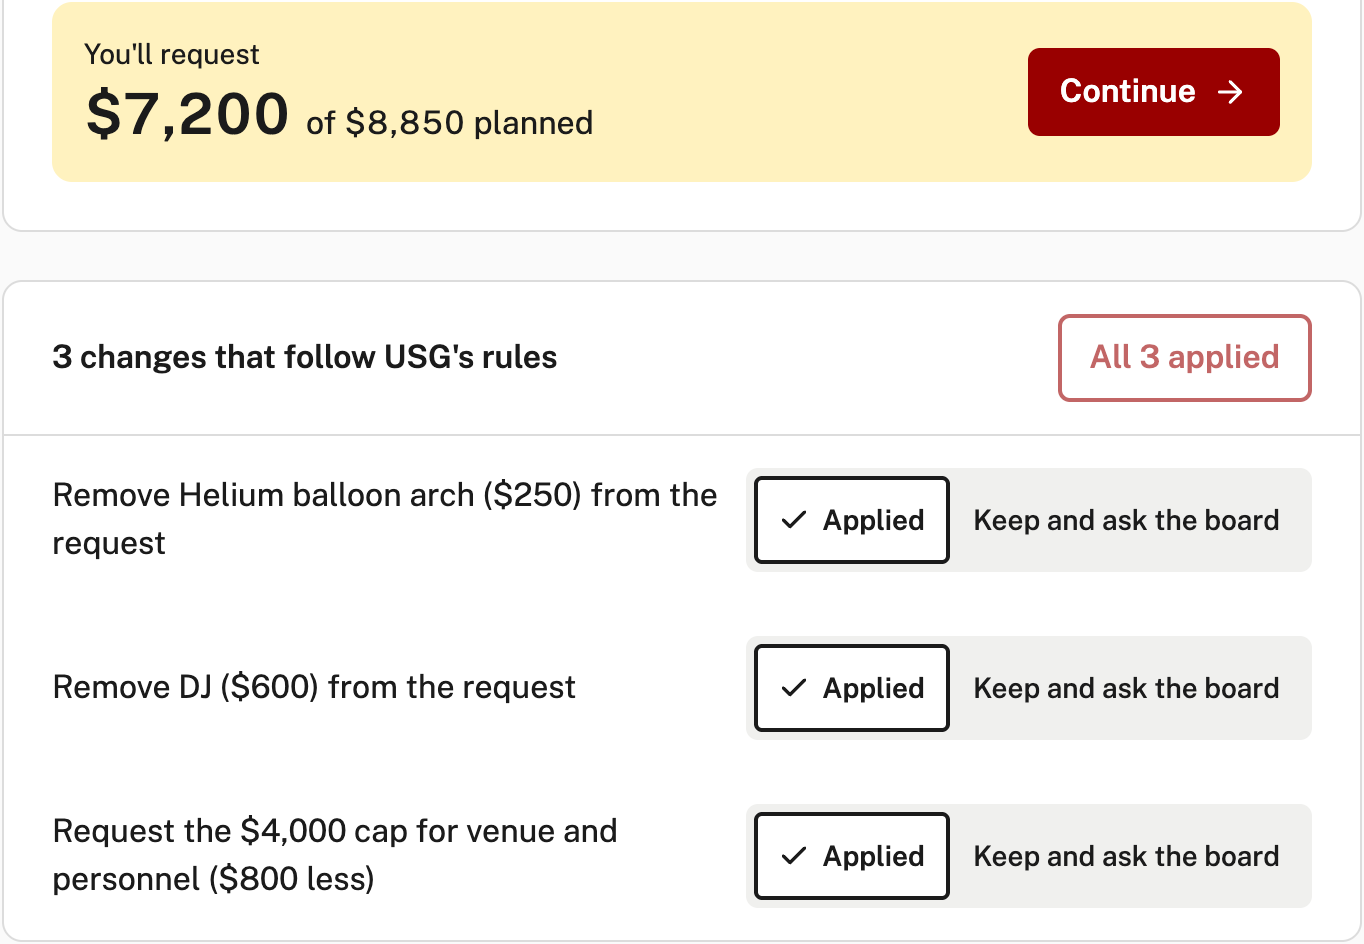 You'll request
$7,200 of $8,850 planned
Continue →
3 changes that follow USG's rules
All 3 applied
Remove Helium balloon arch ($250) from the
request
✓ Applied
Keep and ask the board
Remove DJ ($600) from the request
✓ Applied
Keep and ask the board
Request the $4,000 cap for venue and
personnel ($800 less)
✓ Applied
Keep and ask the board